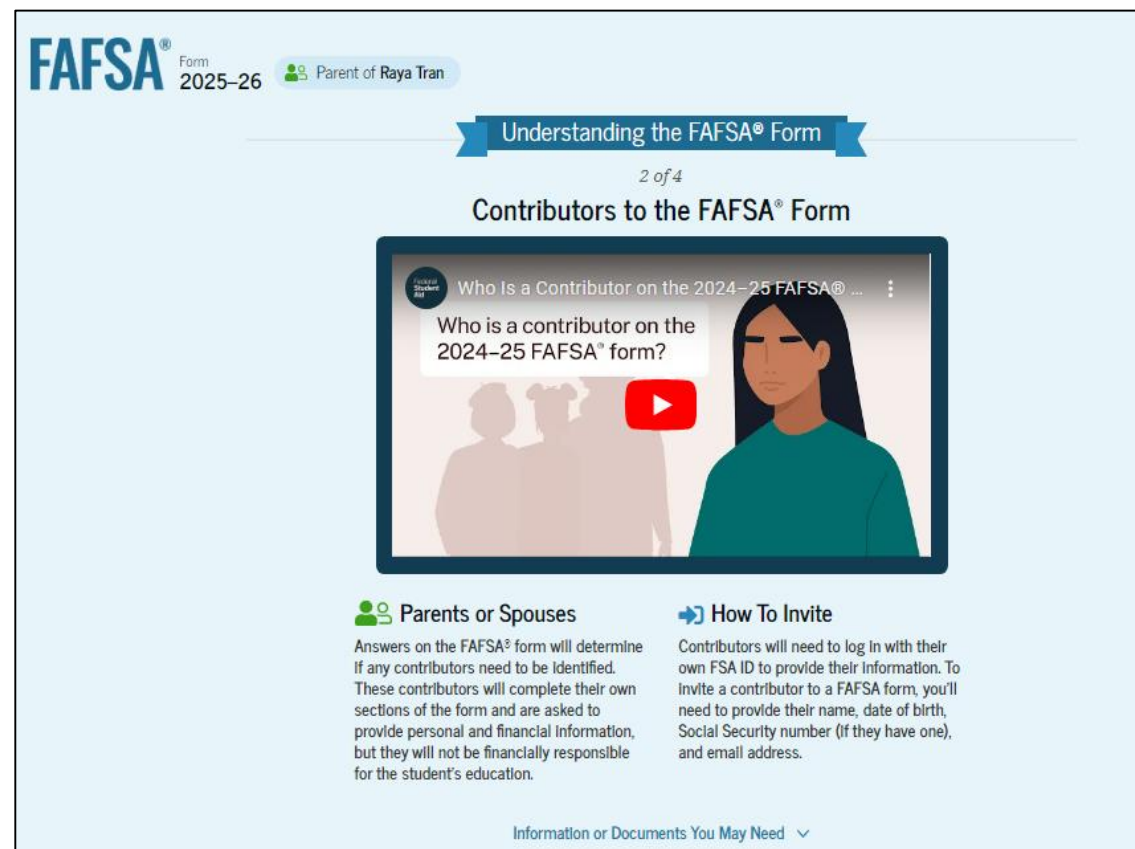 FAFSA® Form 2025–26 Parent of Raya Tran
Understanding the FAFSA® Form
2 of 4
Contributors to the FAFSA® Form
Federal Student Aid
Who Is a Contributor on the 2024–25 FAFSA® ...
Who is a contributor on the
2024–25 FAFSA® form?
Parents or Spouses
Answers on the FAFSA® form will determine
if any contributors need to be identified.
These contributors will complete their own
sections of the form and are asked to
provide personal and financial information,
but they will not be financially responsible
for the student's education.
How To Invite
Contributors will need to log in with their
own FSA ID to provide their information. To
invite a contributor to a FAFSA form, you'll
need to provide their name, date of birth,
Social Security number (if they have one),
and email address.
Information or Documents You May Need